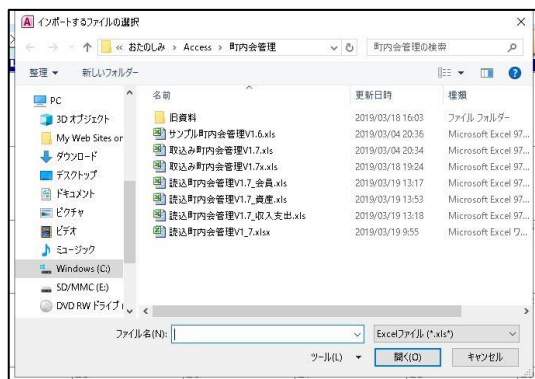 インポートするファイルの選択
« おたのしみ > Access > 町内会管理
町内会管理の検索
整理
新しいフォルダー
名前 更新日時 種類
PC
3D オブジェクト
My Web Sites or
ダウンロード
デスクトップ
ドキュメント
ピクチャ
ビデオ
ミュージック
Windows (C:)
SD/MMC (E:)
DVD RW ドライブ
旧資料 2019/03/18 16:03 ファイル フォルダー
サンプル町内会管理V1.6.xls 2019/03/04 20:36 Microsoft Excel 97...
取込み町内会管理V1.7.xls 2019/03/04 20:34 Microsoft Excel 97...
取込み町内会管理V1.7x.xls 2019/03/18 19:24 Microsoft Excel 97...
読込町内会管理V1.7_会員.xls 2019/03/19 13:17 Microsoft Excel 97...
読込町内会管理V1.7_資産.xls 2019/03/19 13:53 Microsoft Excel 97...
読込町内会管理V1.7_収入支出.xls 2019/03/19 13:18 Microsoft Excel 97...
読込町内会管理V1_7.xlsx 2019/03/19 9:55 Microsoft Excel ワ...
ファイル名(N):
Excelファイル (*.xls*)
ツール(L)
開く(O)
キャンセル